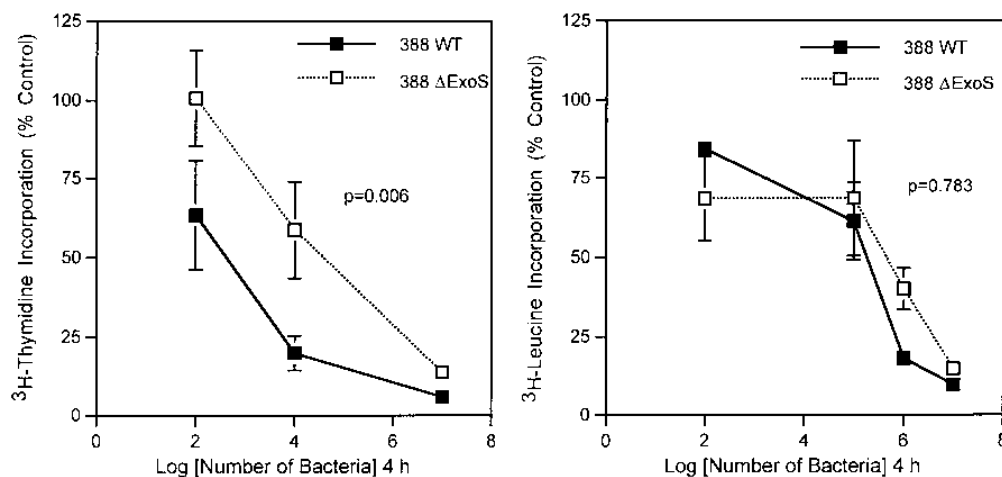 125
100
75
50
25
0
³H-Thymidine Incorporation (% Control)
388 WT
388 ΔExoS
p=0.006
0
2
4
6
8
Log [Number of Bacteria] 4 h
125
100
75
50
25
0
³H-Leucine Incorporation (% Control)
388 WT
388 ΔExoS
p=0.783
0
2
4
6
8
Log [Number of Bacteria] 4 h